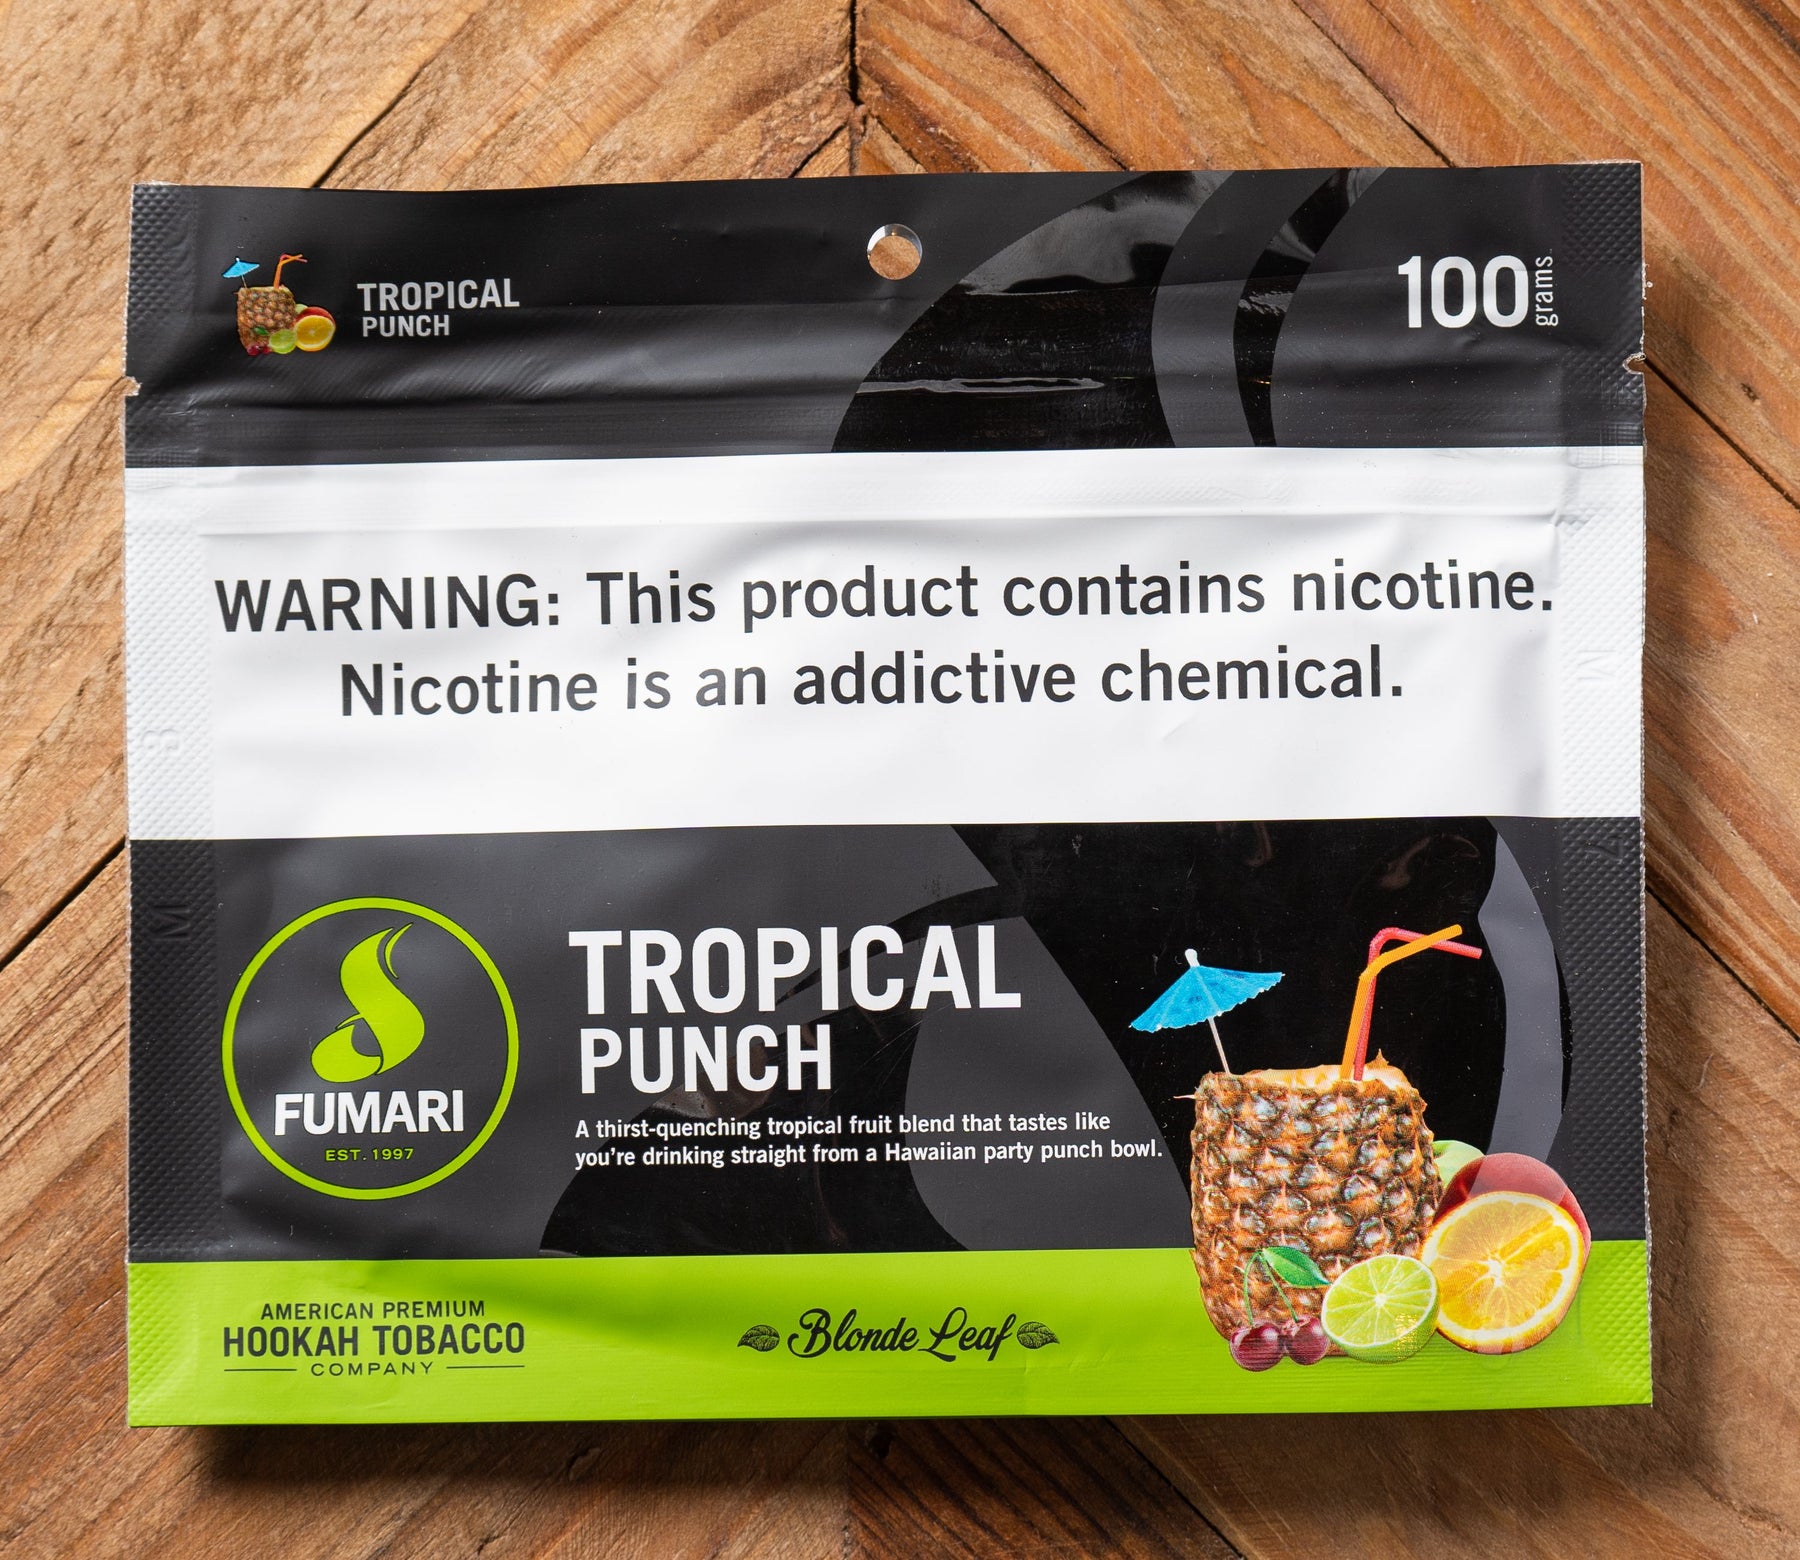 TROPICAL
PUNCH
100
grams
WARNING: This product contains nicotine.
Nicotine is an addictive chemical.
FUMARI
EST. 1997
TROPICAL
PUNCH
A thirst-quenching tropical fruit blend that tastes like
you're drinking straight from a Hawaiian party punch bowl.
AMERICAN PREMIUM
HOOKAH TOBACCO
COMPANY
Blonde Leaf